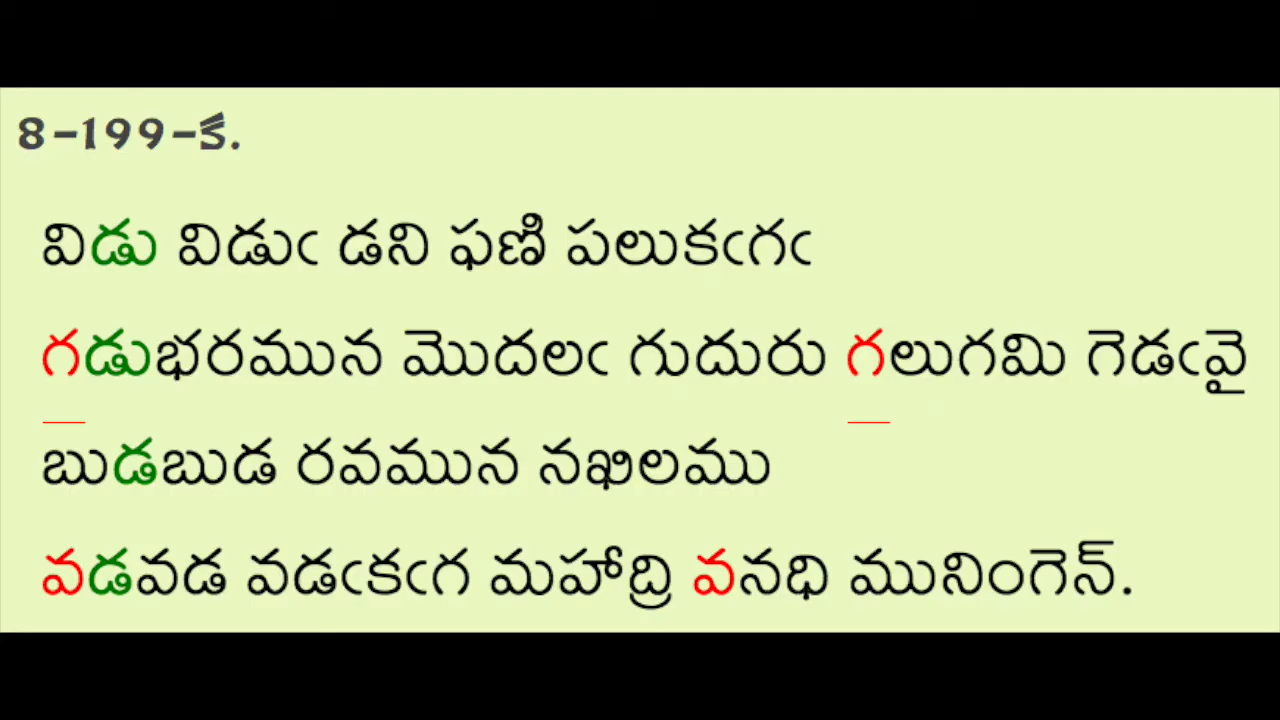 8-199-క.
విడు విడుఁ డని ఫణి పలుకఁగఁ
గడుభరమున మొదలఁ గుదురు గలుగమి గెడఁవై
బుడబుడ రవమున నఖిలము
వడవడ వడఁకఁగ మహాద్రి వనధి మునింగెన్.